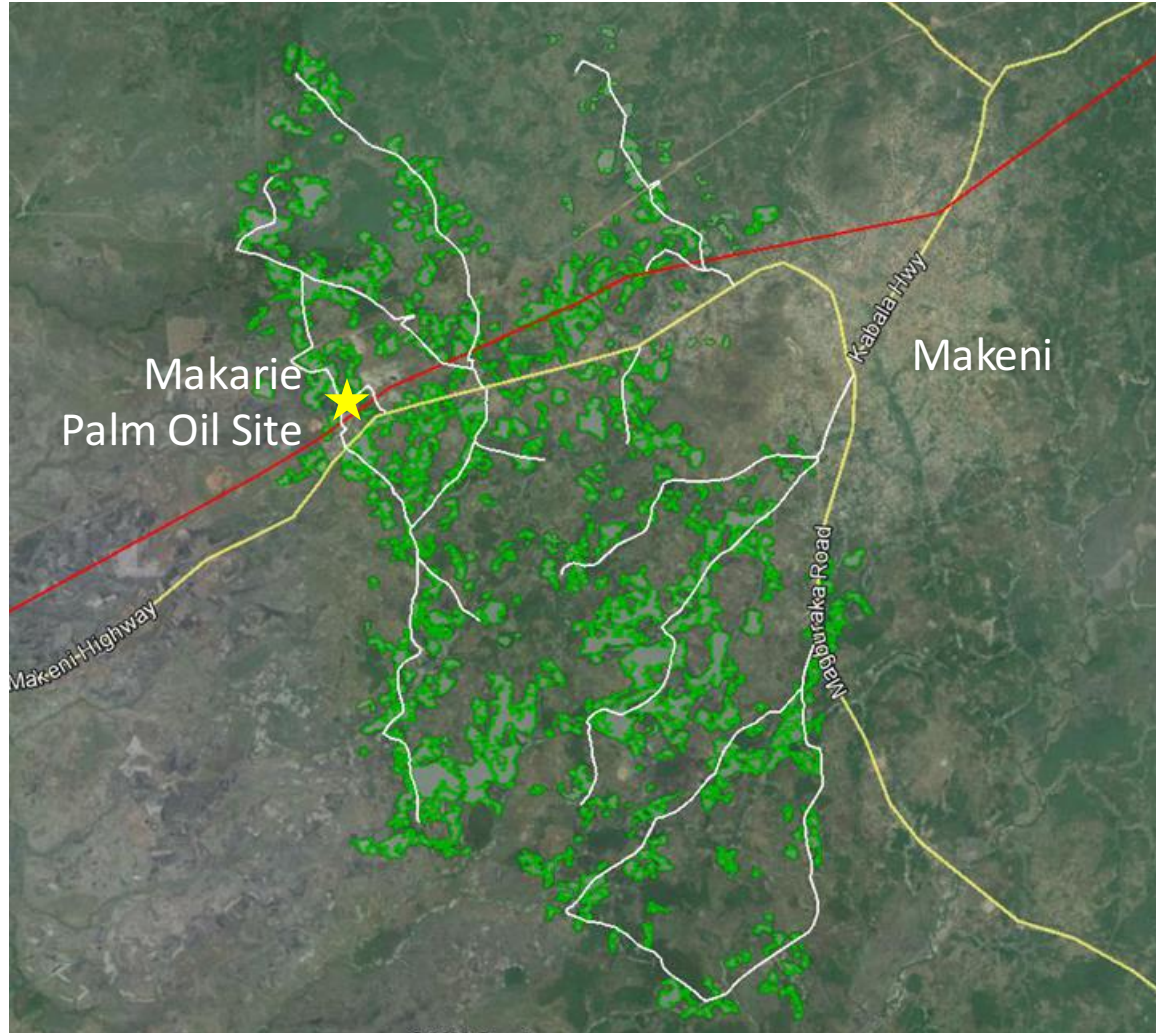 Kabala Hwy
Makeni
Makarie
Palm Oil Site
Magburaka Road
Makeni Highway